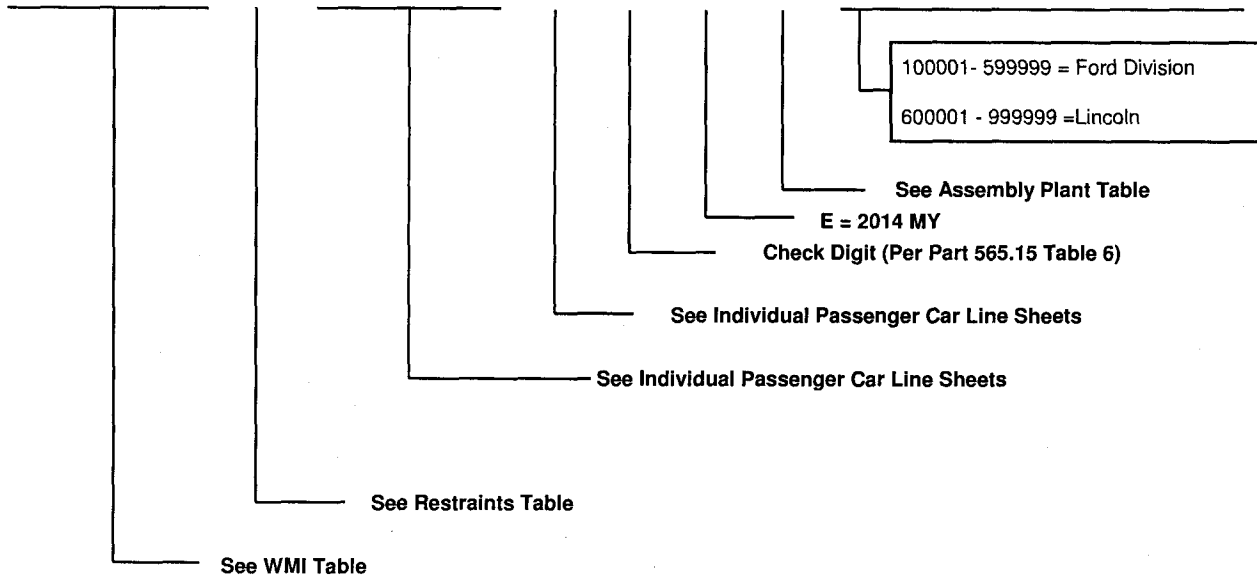 100001- 599999 = Ford Division
600001 - 999999 =Lincoln
See Assembly Plant Table
E = 2014 MY
Check Digit (Per Part 565.15 Table 6)
See Individual Passenger Car Line Sheets
See Individual Passenger Car Line Sheets
See Restraints Table
See WMI Table